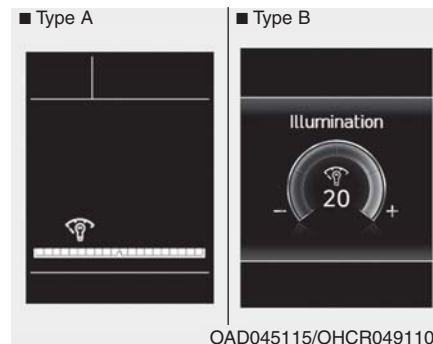 ■ Type A
■ Type B
Illumination
20
- +
OAD045115/OHCR049110